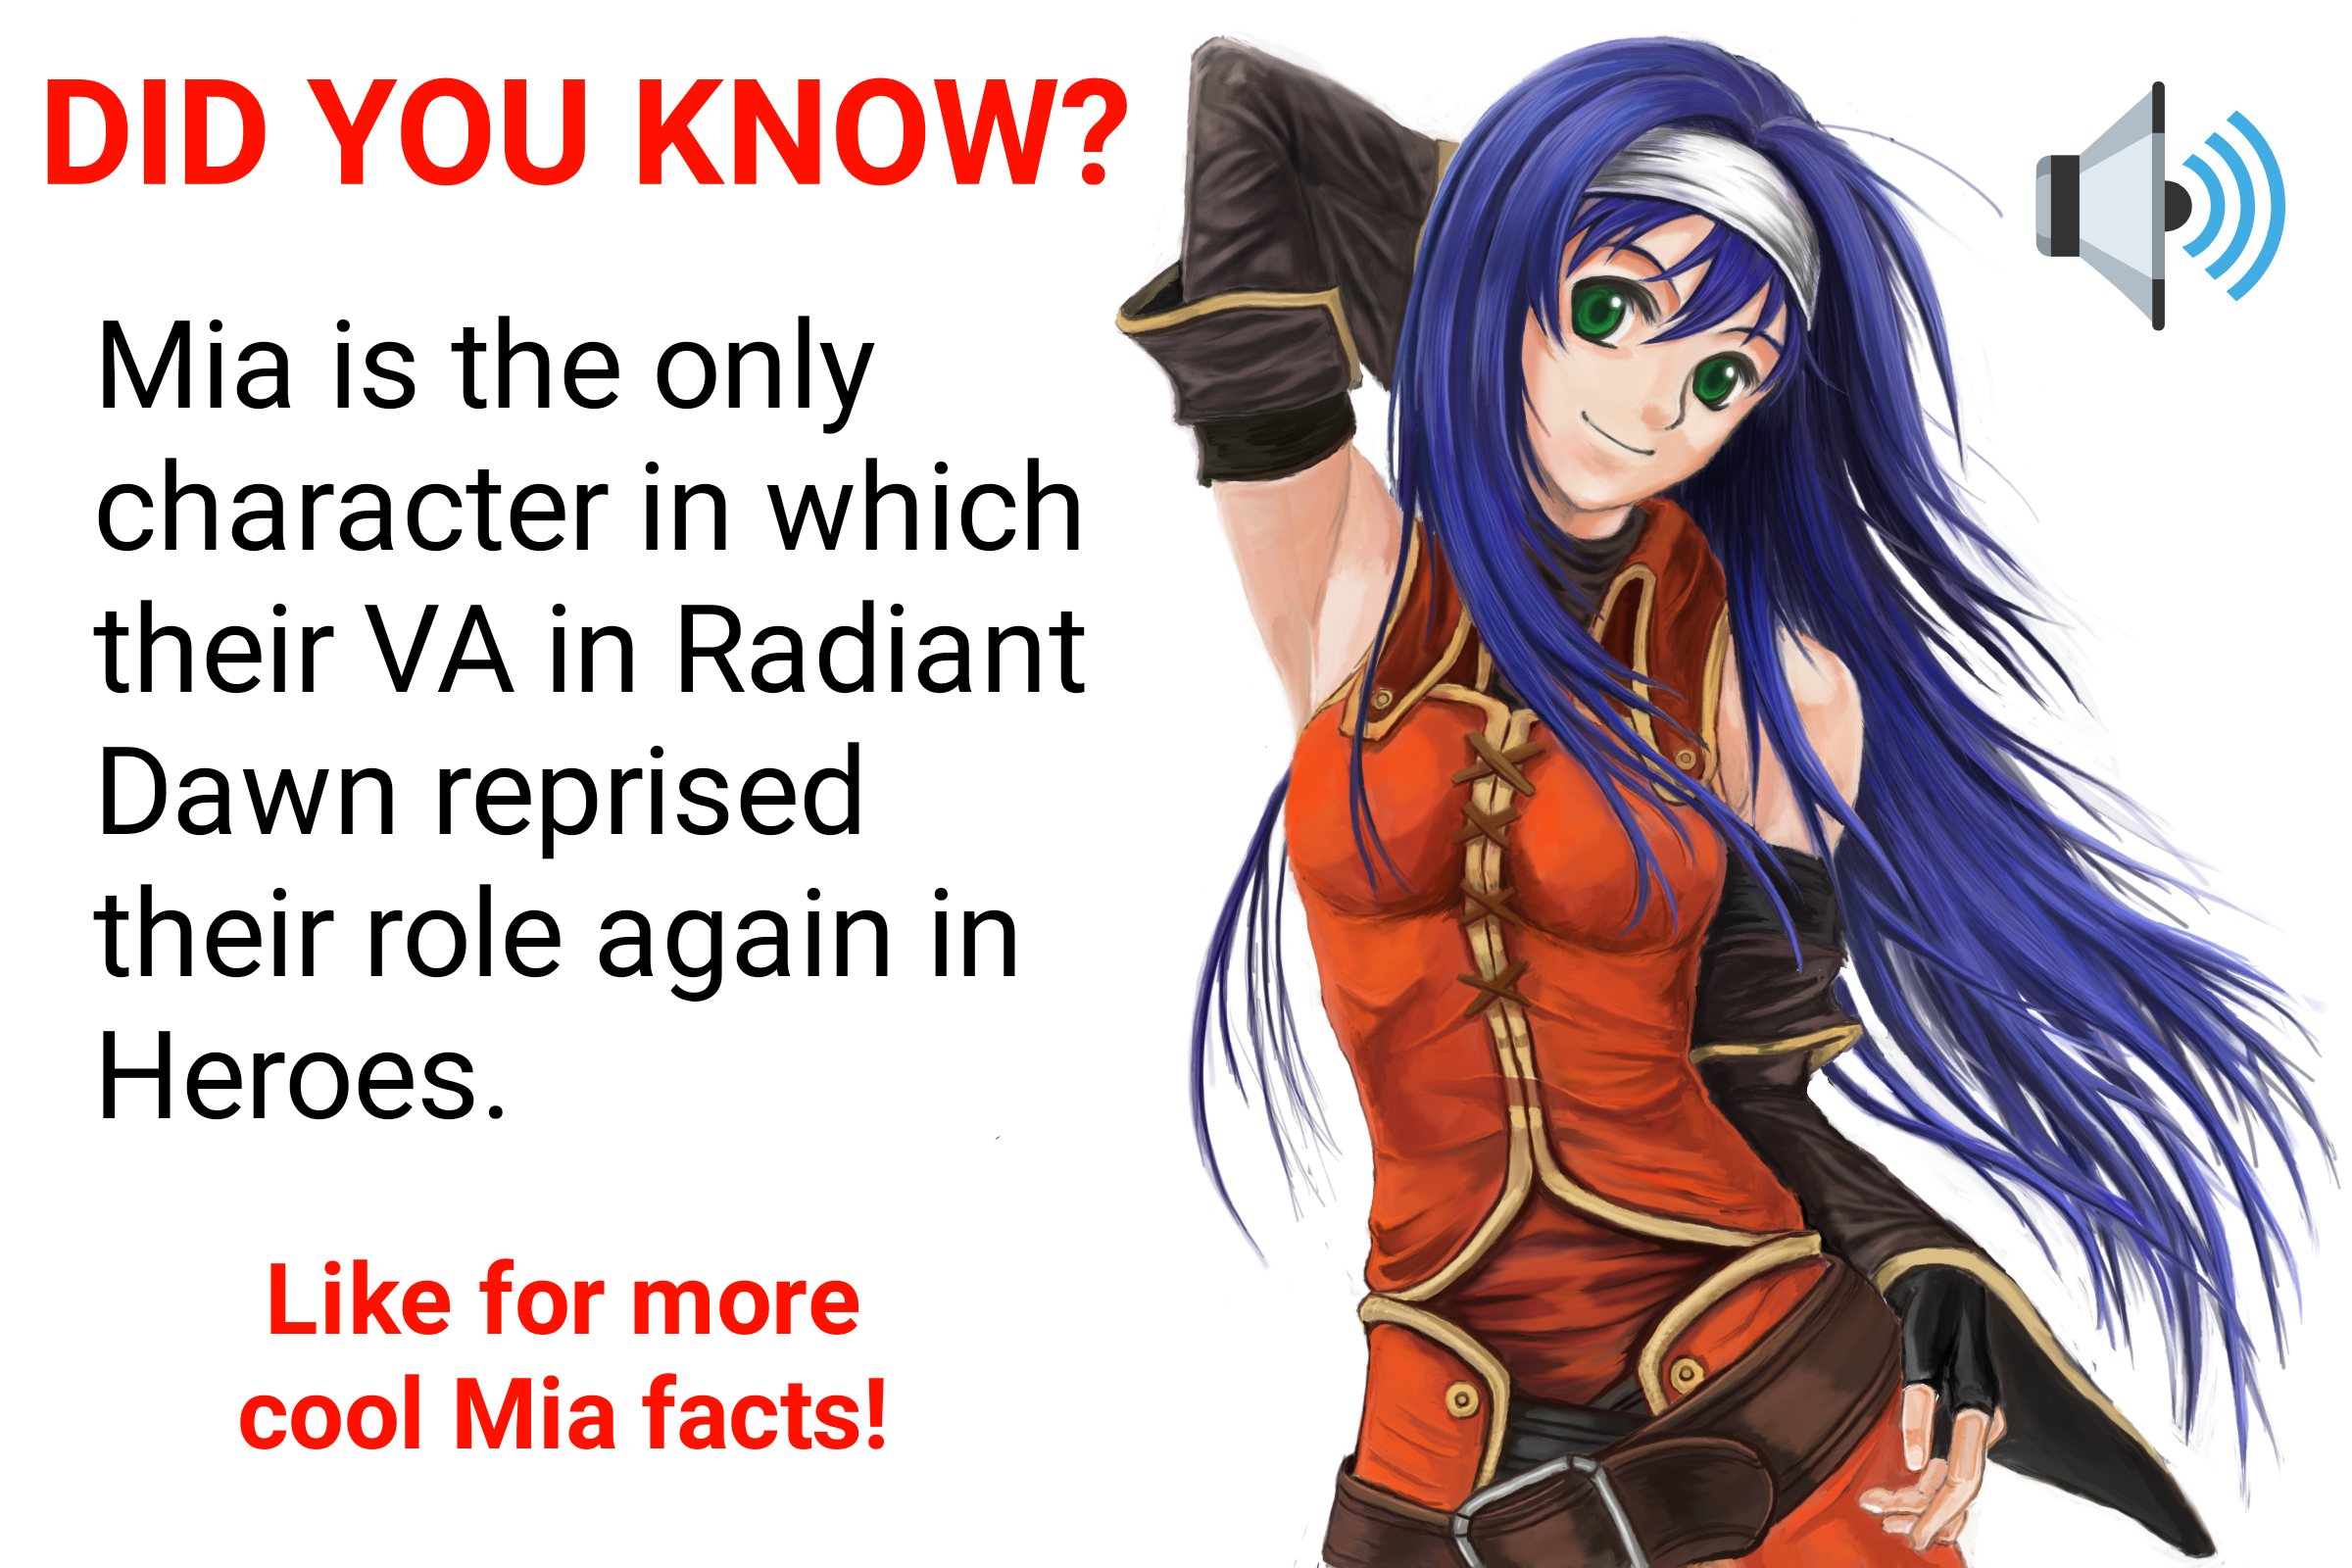 DID YOU KNOW?
Mia is the only
character in which
their VA in Radiant
Dawn reprised
their role again in
Heroes.
Like for more
cool Mia facts!